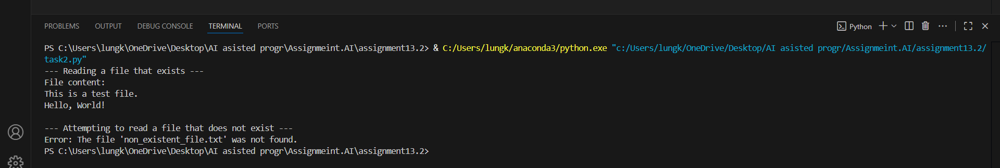 PROBLEMS OUTPUT DEBUG CONSOLE TERMINAL PORTS Python
PS C:\Users\lungk\OneDrive\Desktop\AI asisted progr\Assignmeint.AI\assignment13.2> & C:/Users/lungk/anaconda3/python.exe "c:/Users/lungk/OneDrive/Desktop/AI asisted progr/Assignmeint.AI/assignment13.2/
task2.py"
--- Reading a file that exists ---
File content:
This is a test file.
Hello, World!
--- Attempting to read a file that does not exist ---
Error: The file 'non_existent_file.txt' was not found.
PS C:\Users\lungk\OneDrive\Desktop\AI asisted progr\Assignmeint.AI\assignment13.2>